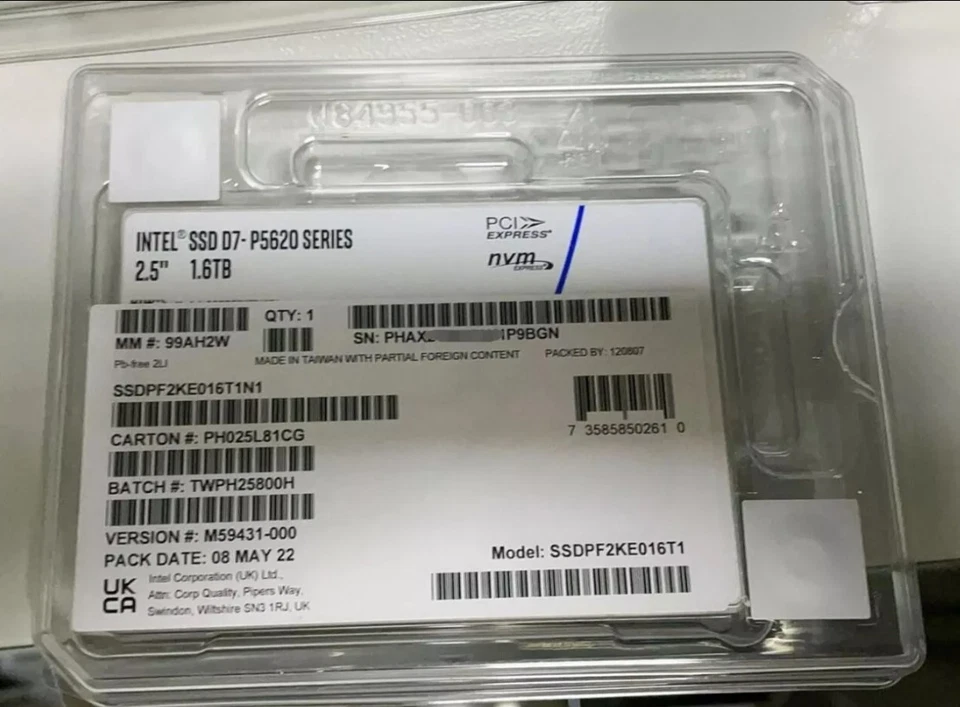 INTEL® SSD D7- P5620 SERIES
2.5" 1.6TB
PCI
EXPRESS®
nvm
EXPRESS
QTY: 1
MM #: 99AH2W
SN: PHAX 1P9BGN
Pb-free 2LI
MADE IN TAIWAN WITH PARTIAL FOREIGN CONTENT
PACKED BY: 120807
SSDPF2KE016T1N1
7 3585850261 0
CARTON #: PH025L81CG
BATCH #: TWPH25800H
VERSION #: M59431-000
PACK DATE: 08 MAY 22
Model: SSDPF2KE016T1
UK
CA
Intel Corporation (UK) Ltd.,
Attn: Corp Quality, Pipers Way,
Swindon, Wiltshire SN3 1RJ, UK